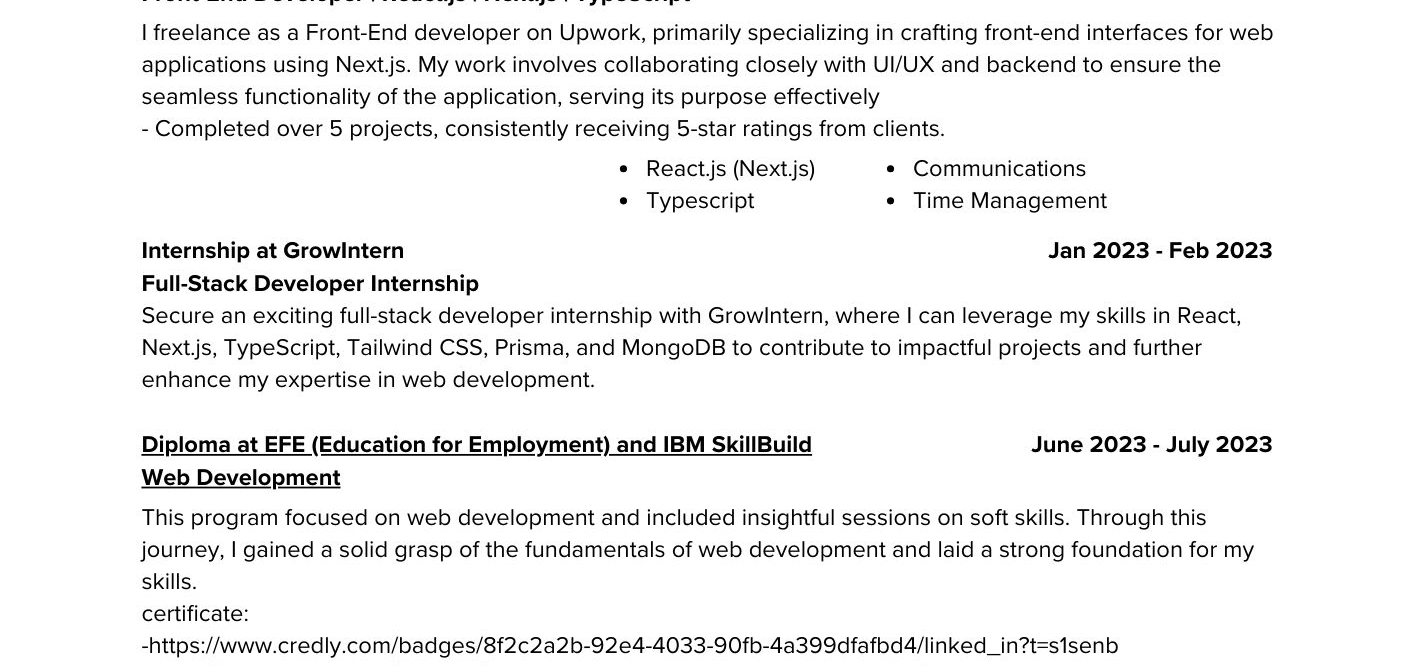 Front-End Developer | React.js | Next.js | TypeScript
I freelance as a Front-End developer on Upwork, primarily specializing in crafting front-end interfaces for web
applications using Next.js. My work involves collaborating closely with UI/UX and backend to ensure the
seamless functionality of the application, serving its purpose effectively
- Completed over 5 projects, consistently receiving 5-star ratings from clients.
• React.js (Next.js)
• Typescript
• Communications
• Time Management
Internship at GrowIntern
Jan 2023 - Feb 2023
Full-Stack Developer Internship
Secure an exciting full-stack developer internship with GrowIntern, where I can leverage my skills in React,
Next.js, TypeScript, Tailwind CSS, Prisma, and MongoDB to contribute to impactful projects and further
enhance my expertise in web development.
Diploma at EFE (Education for Employment) and IBM SkillBuild
June 2023 - July 2023
Web Development
This program focused on web development and included insightful sessions on soft skills. Through this
journey, I gained a solid grasp of the fundamentals of web development and laid a strong foundation for my
skills.
certificate:
-https://www.credly.com/badges/8f2c2a2b-92e4-4033-90fb-4a399dfafbd4/linked_in?t=s1senb